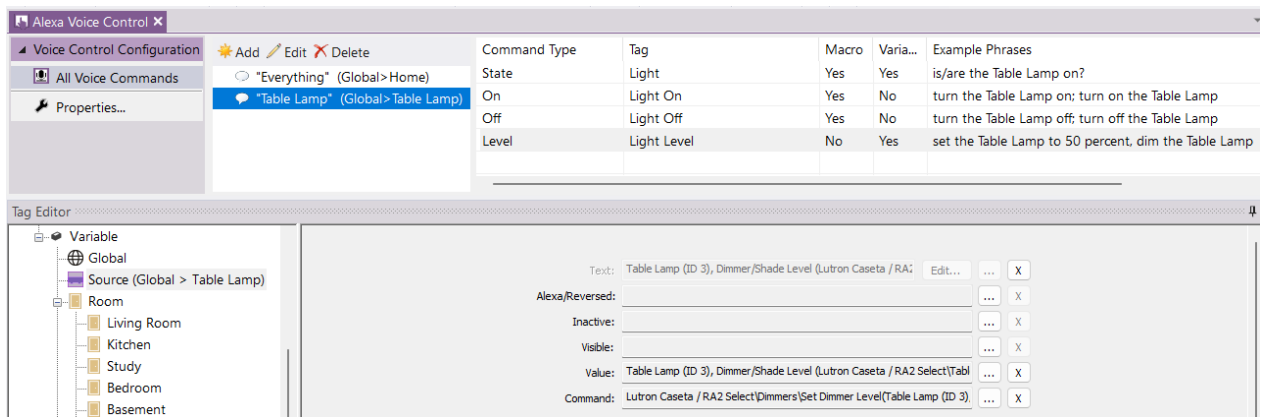 Alexa Voice Control
Voice Control Configuration
All Voice Commands
Properties...
Add Edit Delete
"Everything" (Global>Home)
"Table Lamp" (Global>Table Lamp)
Command Type Tag Macro Varia... Example Phrases
State Light Yes Yes is/are the Table Lamp on?
On Light On Yes No turn the Table Lamp on; turn on the Table Lamp
Off Light Off Yes No turn the Table Lamp off; turn off the Table Lamp
Level Light Level No Yes set the Table Lamp to 50 percent, dim the Table Lamp
Tag Editor
Variable
Global
Source (Global > Table Lamp)
Room
Living Room
Kitchen
Study
Bedroom
Basement
Text: Table Lamp (ID 3), Dimmer/Shade Level (Lutron Caseta / RA2 Edit... ... X
Alexa/Reversed: ... X
Inactive: ... X
Visible: ... X
Value: Table Lamp (ID 3), Dimmer/Shade Level (Lutron Caseta / RA2 Select\Tabl ... X
Command: Lutron Caseta / RA2 Select\Dimmers\Set Dimmer Level(Table Lamp (ID 3), ... X